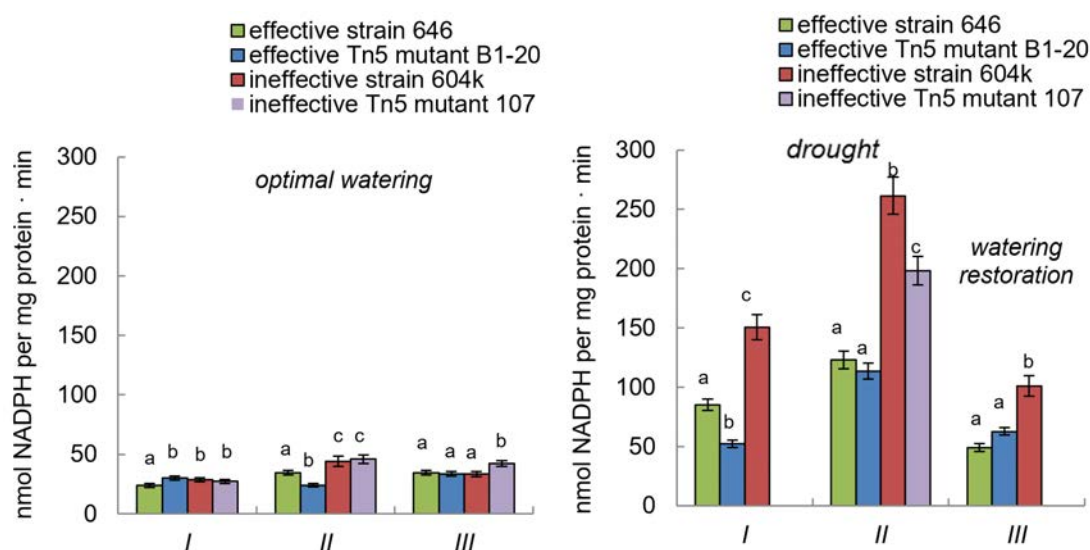 effective strain 646
effective Tn5 mutant B1-20
ineffective strain 604k
ineffective Tn5 mutant 107
nmol NADPH per mg protein · min
300
250
200
150
100
50
0
optimal watering
a b b b
a b c c
a a a b
I II III
effective strain 646
effective Tn5 mutant B1-20
ineffective strain 604k
ineffective Tn5 mutant 107
nmol NADPH per mg protein · min
300
250
200
150
100
50
0
drought
watering
restoration
a b c
a a b c
a a b
I II III